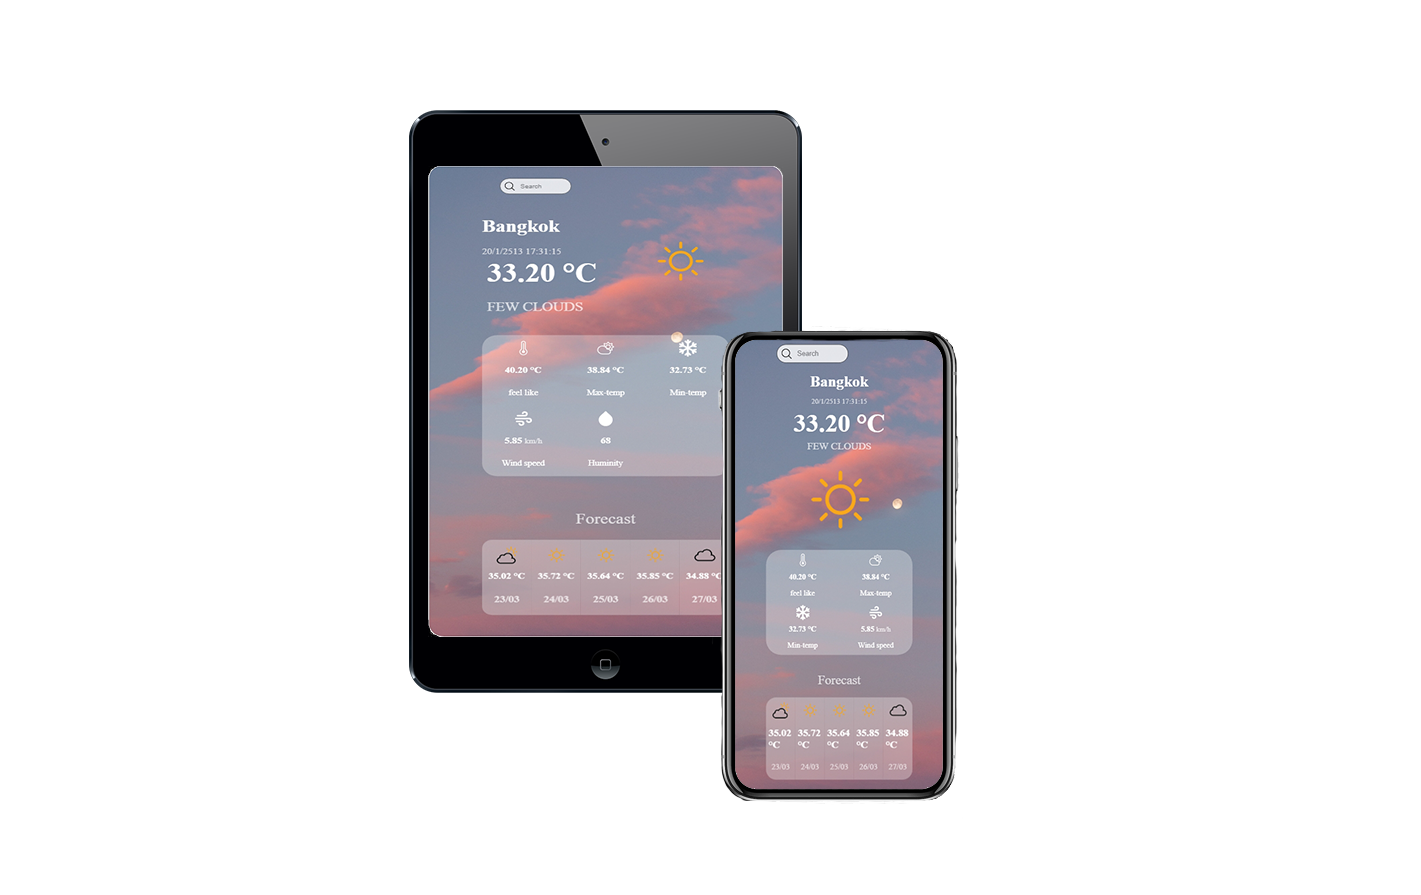 Search
Bangkok
20/1/2513 17:31:15
33.20 °C
FEW CLOUDS
40.20 °C 38.84 °C 32.73 °C
feel like Max-temp Min-temp
5.85 km/h 68
Wind speed Huminity
Forecast
35.02 °C 35.72 °C 35.64 °C 35.85 °C 34.88 °C
23/03 24/03 25/03 26/03 27/03
Search
Bangkok
20/1/2513 17:31:15
33.20 °C
FEW CLOUDS
40.20 °C 38.84 °C
feel like Max-temp
32.73 °C 5.85 km/h
Min-temp Wind speed
Forecast
35.02 35.72 35.64 35.85 34.88
°C °C °C °C °C
23/03 24/03 25/03 26/03 27/03